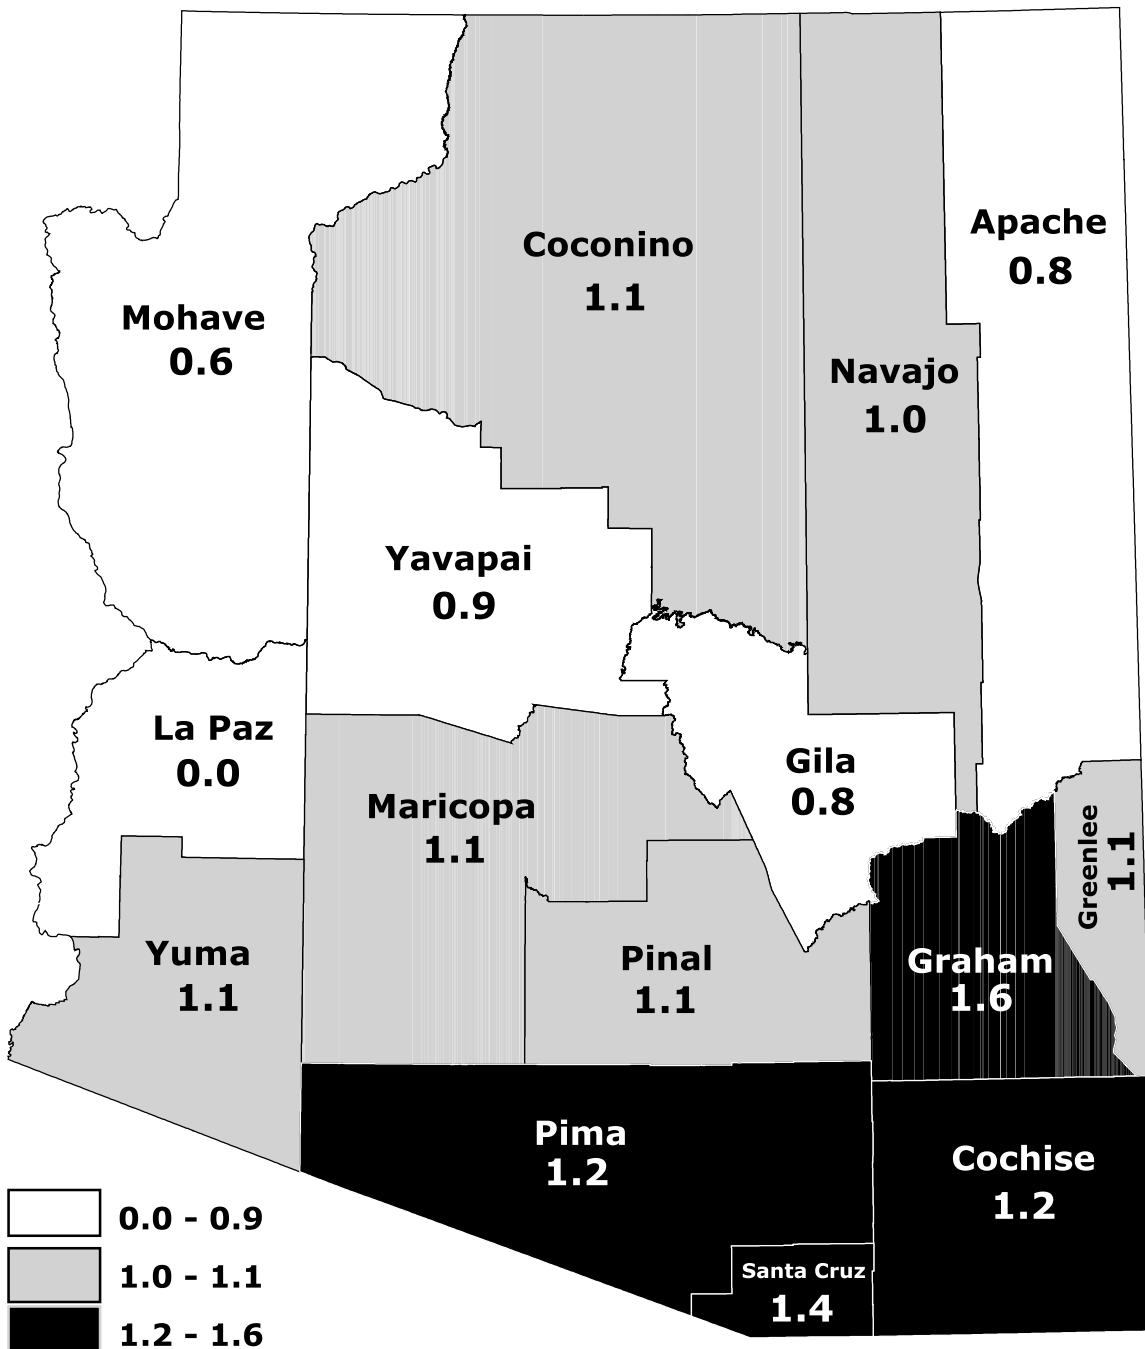 Apache
0.8
Coconino
1.1
Mohave
0.6
Navajo
1.0
Yavapai
0.9
La Paz
0.0
Gila
0.8
Maricopa
1.1
Greenlee
1.1
Yuma
1.1
Pinal
1.1
Graham
1.6
Pima
1.2
Cochise
1.2
Santa Cruz
1.4
0.0 - 0.9
1.0 - 1.1
1.2 - 1.6